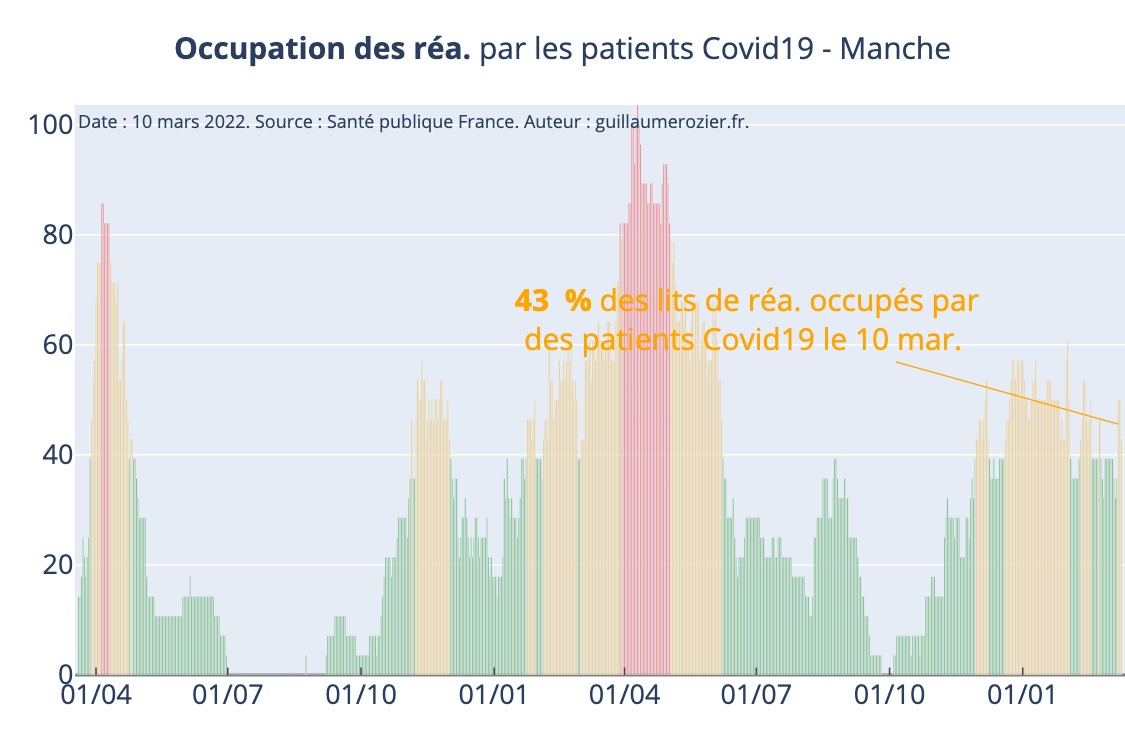 Occupation des réa. par les patients Covid19 - Manche
100
Date : 10 mars 2022. Source : Santé publique France. Auteur : guillaumerozier.fr.
80
43 % des lits de réa. occupés par
des patients Covid19 le 10 mar.
60
40
20
0
01/04 01/07 01/10 01/01 01/04 01/07 01/10 01/01